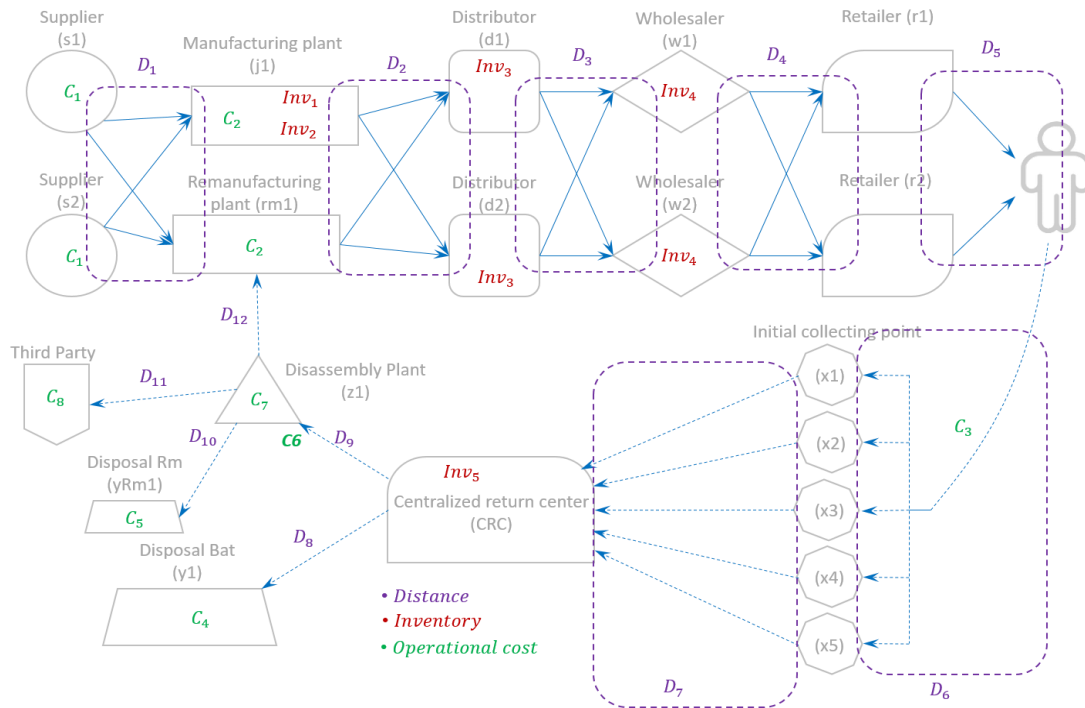 Supplier
(s1)
D₁
Manufacturing plant
(j1)
D₂
Distributor
(d1)
D₃
Wholesaler
(w1)
D₄
Retailer (r1)
D₅
C₁
C₂
Inv₁
Inv₂
Inv₃
Inv₄
Supplier
(s2)
C₁
Remanufacturing
plant (rm1)
C₂
Distributor
(d2)
Inv₃
Wholesaler
(w2)
Inv₄
Retailer (r2)
D₁₂
Third Party
C₈
D₁₁
Disassembly Plant
(z1)
C₇
C6
D₁₀
D₉
Disposal Rm
(yRm1)
C₅
Inv₅
Centralized return center
(CRC)
D₈
Disposal Bat
(y1)
C₄
Initial collecting point
(x1)
(x2)
(x3)
(x4)
(x5)
C₃
D₇
D₆
• Distance
• Inventory
• Operational cost